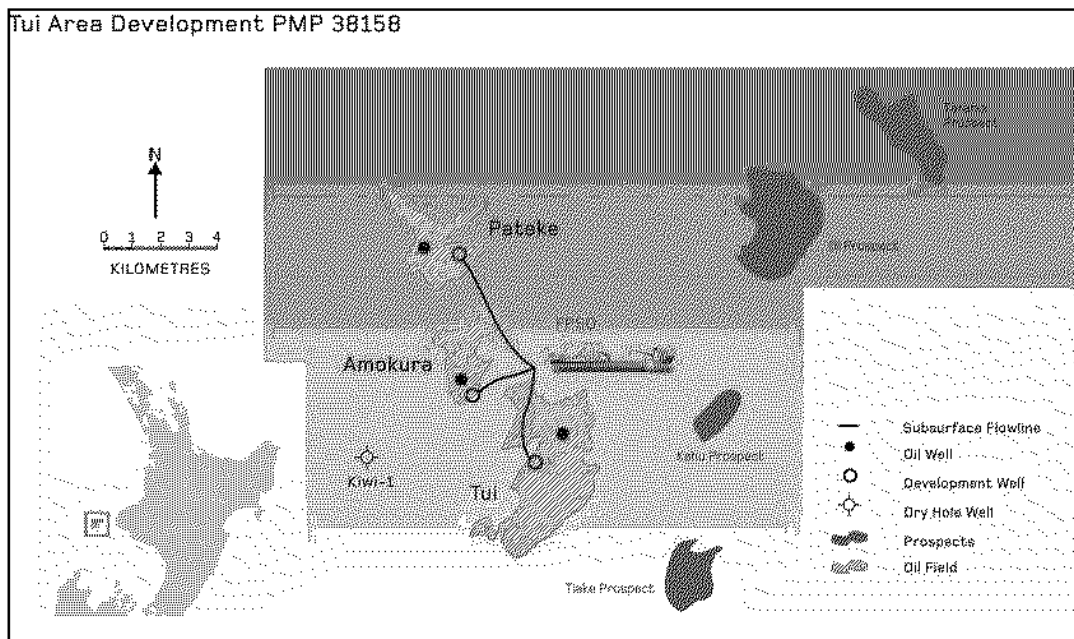 Tui Area Development PMP 38158
N
0 1 2 3 4
KILOMETRES
Prospect
Pateke
FPSO
Amokura
Kiwi-1
Tui
Kahu Prospect
Tieke Prospect
Subsurface Flowline
Oil Well
Development Well
Dry Hole Well
Prospects
Oil Field